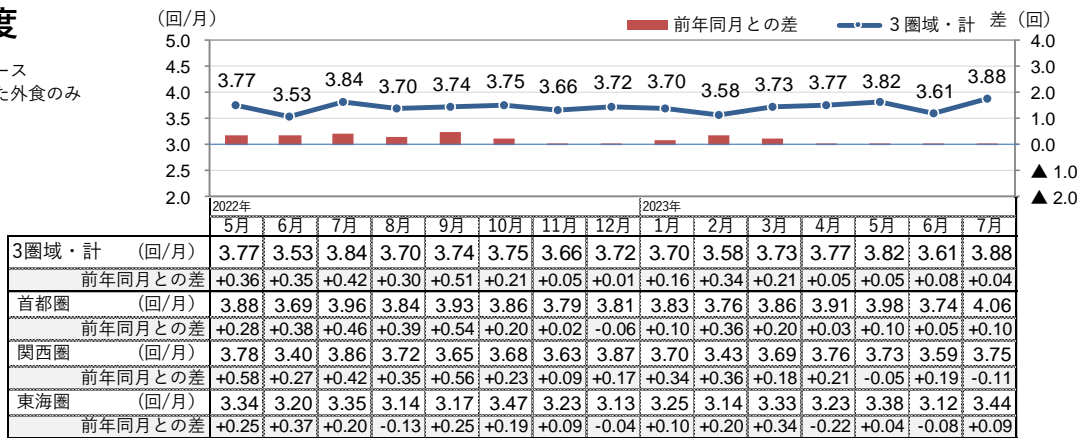 度
ース
た外食のみ
(回/月)
前年同月との差 3圏域・計 差(回)
5.0 4.0
4.5 3.0
4.0 2.0
3.5 1.0
3.0 0.0
2.5 ▲ 1.0
2.0 ▲ 2.0
3.77 3.53 3.84 3.70 3.74 3.75 3.66 3.72 3.70 3.58 3.73 3.77 3.82 3.61 3.88
2022年 2023年
5月 6月 7月 8月 9月 10月 11月 12月 1月 2月 3月 4月 5月 6月 7月
3圏域・計 (回/月) 3.77 3.53 3.84 3.70 3.74 3.75 3.66 3.72 3.70 3.58 3.73 3.77 3.82 3.61 3.88
前年同月との差 +0.36 +0.35 +0.42 +0.30 +0.51 +0.21 +0.05 +0.01 +0.16 +0.34 +0.21 +0.05 +0.05 +0.08 +0.04
首都圏 (回/月) 3.88 3.69 3.96 3.84 3.93 3.86 3.79 3.81 3.83 3.76 3.86 3.91 3.98 3.74 4.06
前年同月との差 +0.28 +0.38 +0.46 +0.39 +0.54 +0.20 +0.02 -0.06 +0.10 +0.36 +0.20 +0.03 +0.10 +0.05 +0.10
関西圏 (回/月) 3.78 3.40 3.86 3.72 3.65 3.68 3.63 3.87 3.70 3.43 3.69 3.76 3.73 3.59 3.75
前年同月との差 +0.58 +0.27 +0.42 +0.35 +0.56 +0.23 +0.09 +0.17 +0.34 +0.36 +0.18 +0.21 -0.05 +0.19 -0.11
東海圏 (回/月) 3.34 3.20 3.35 3.14 3.17 3.47 3.23 3.13 3.25 3.14 3.33 3.23 3.38 3.12 3.44
前年同月との差 +0.25 +0.37 +0.20 -0.13 +0.25 +0.19 +0.09 -0.04 +0.10 +0.20 +0.34 -0.22 +0.04 -0.08 +0.09